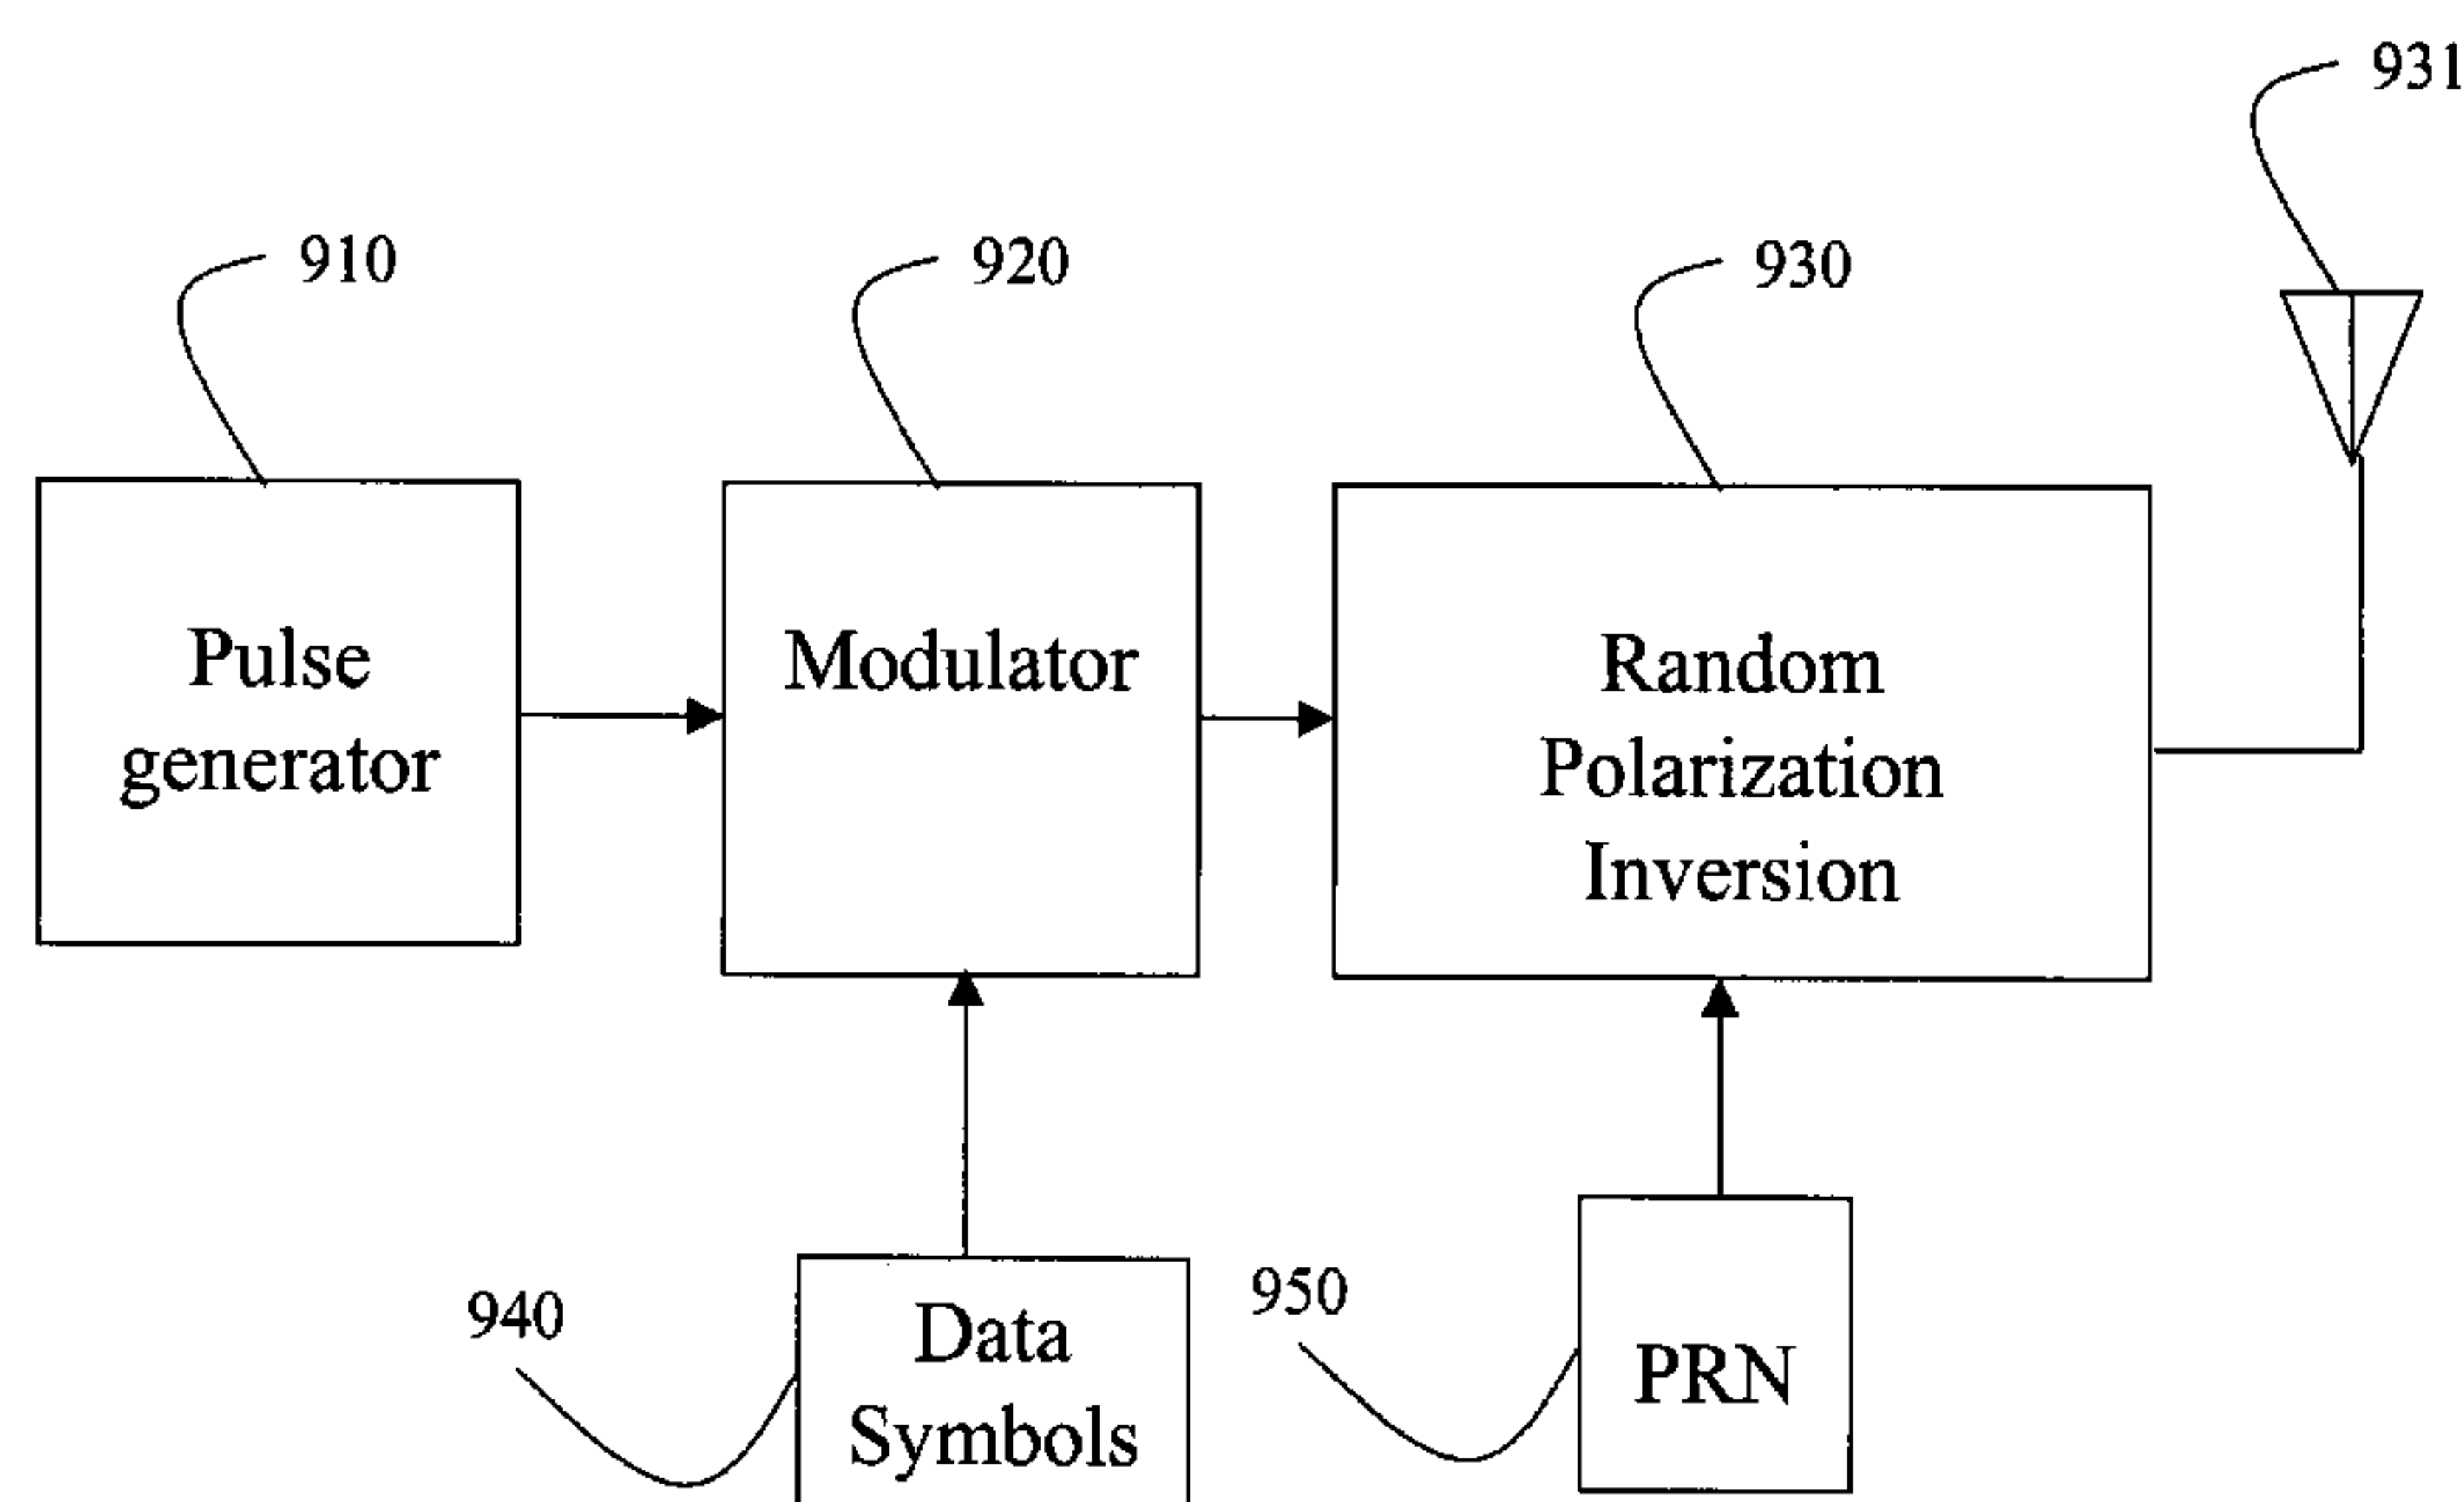 931
910
920
930
Pulse
generator
Modulator
Random
Polarization
Inversion
940
Data
Symbols
950
PRN